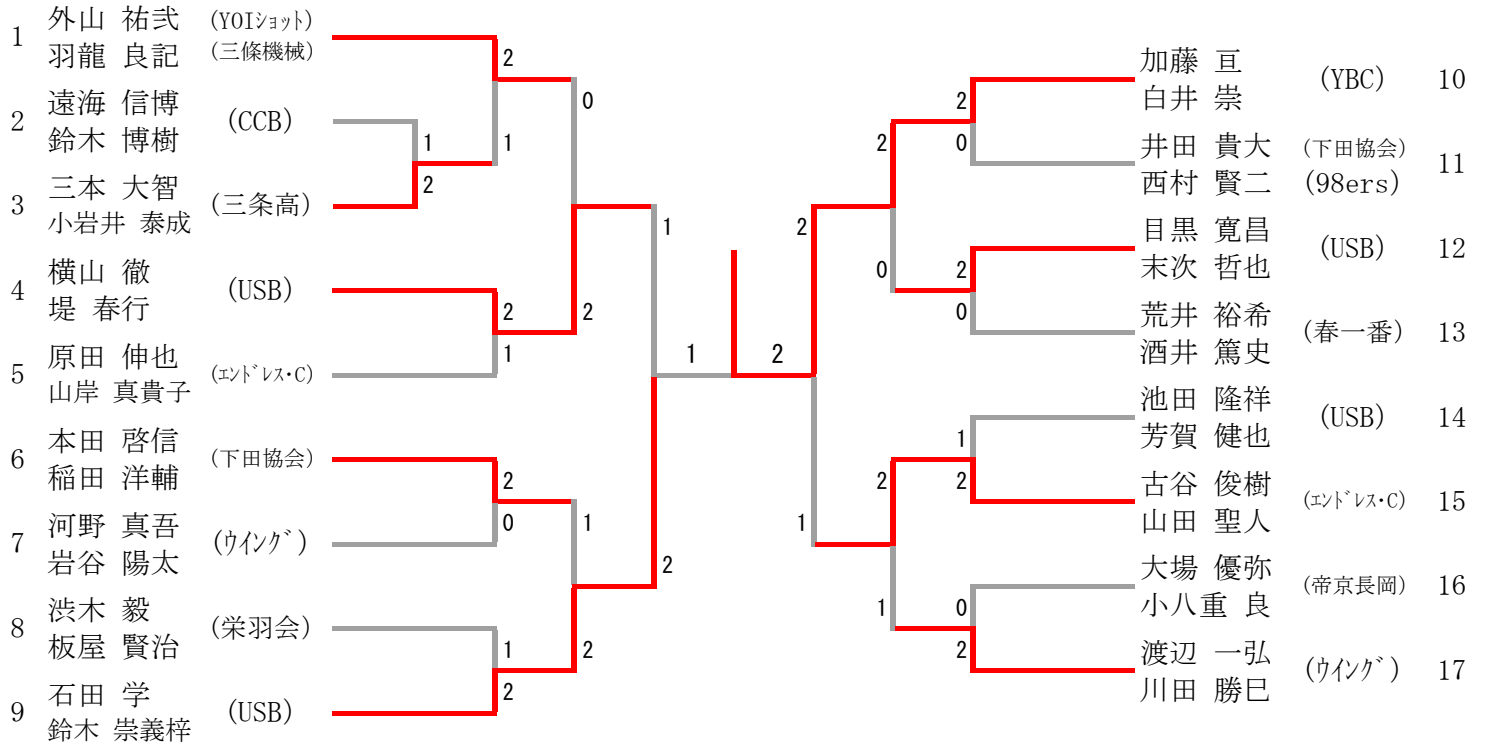 1 外山 祐弐 (YOIショット)
羽龍 良記 (三條機械)
2 遠海 信博 (CCB)
鈴木 博樹
3 三本 大智 (三条高)
小岩井 泰成
4 横山 徹 (USB)
堤 春行
5 原田 伸也 (エンドレス・C)
山岸 真貴子
6 本田 啓信 (下田協会)
稲田 洋輔
7 河野 真吾 (ウイング)
岩谷 陽太
8 渋木 毅 (栄羽会)
板屋 賢治
9 石田 学 (USB)
鈴木 崇義梓
2
1
1
2
2
1
2
0
1
2
0
2
1
2
1
2
1
2
2
1
2
0
2
1
2
0
2
0
1
2
0
2
加藤 亘 (YBC) 10
白井 崇
井田 貴大 (下田協会) 11
西村 賢二 (98ers)
目黒 寛昌 (USB) 12
末次 哲也
荒井 裕希 (春一番) 13
酒井 篤史
池田 隆祥 (USB) 14
芳賀 健也
古谷 俊樹 (エンドレス・C) 15
山田 聖人
大場 優弥 (帝京長岡) 16
小八重 良
渡辺 一弘 (ウイング) 17
川田 勝巳